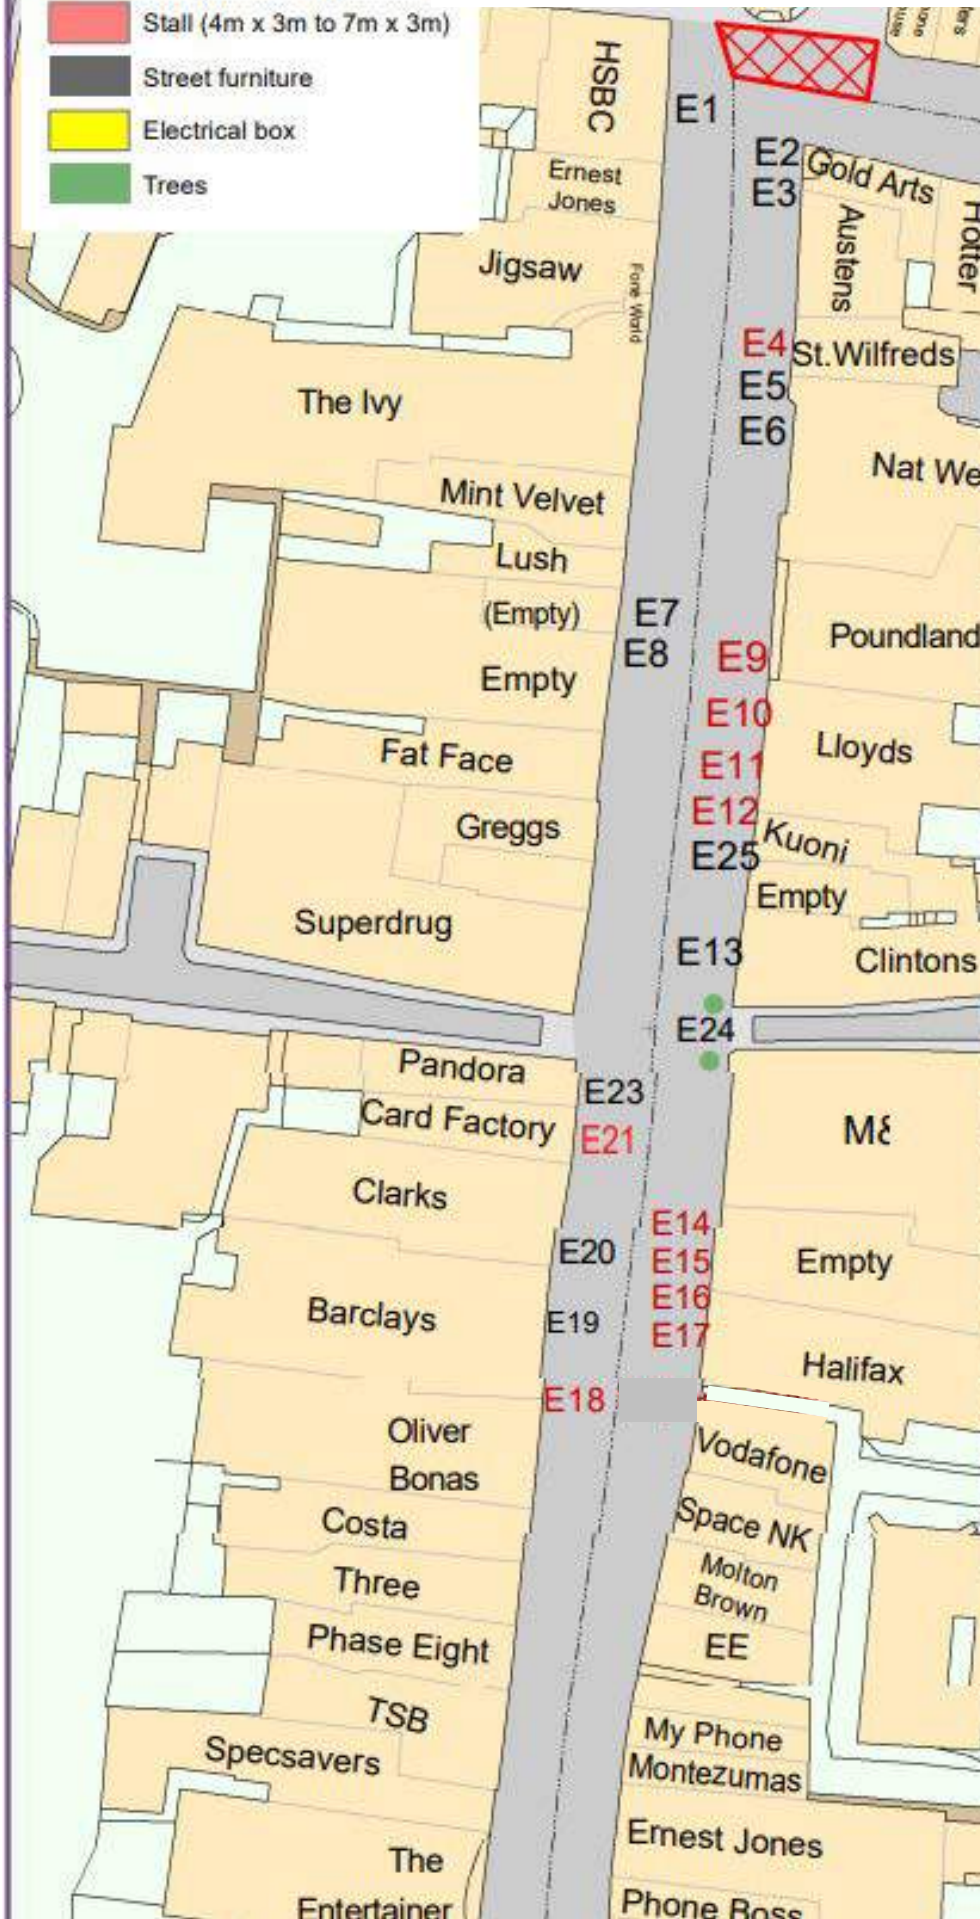 Stall (4m x 3m to 7m x 3m)
Street furniture
Electrical box
Trees
HSBC
E1
E2
Gold Arts
E3
Ernest
Jones
Austens
Hotter
Jigsaw
Fone World
E4
St.Wilfreds
E5
The Ivy
E6
Nat We
Mint Velvet
Lush
(Empty)
E7
Poundland
E8
E9
Empty
E10
Lloyds
Fat Face
E11
E12
Greggs
Kuoni
E25
Empty
Superdrug
E13
Clintons
E24
Pandora
E23
Card Factory
E21
M&
Clarks
E14
E20
E15
Empty
E16
Barclays
E19
E17
Halifax
E18
Oliver
Bonas
Vodafone
Costa
Space NK
Three
Molton
Brown
Phase Eight
EE
TSB
My Phone
Specsavers
Montezumas
Ernest Jones
The
Entertainer
Phone Boss